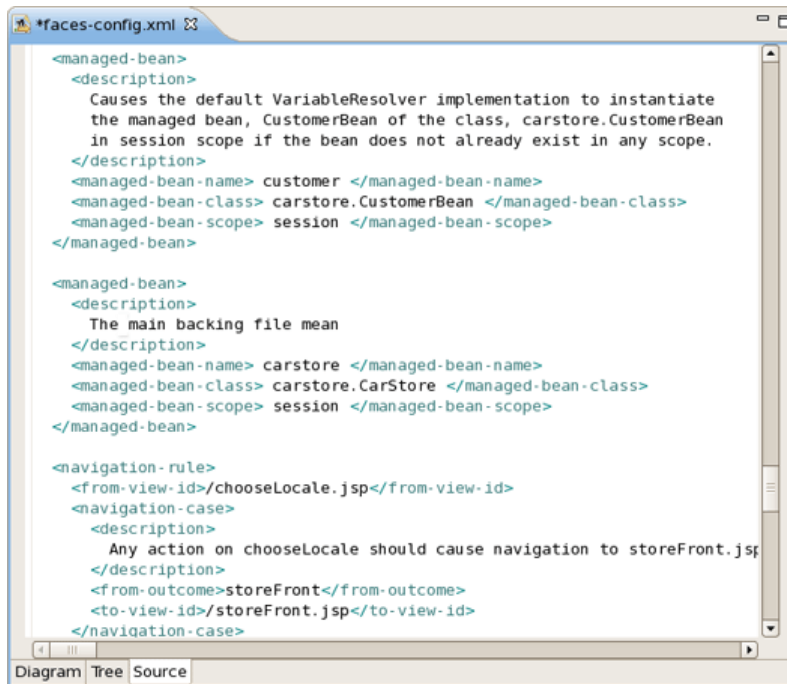 *faces-config.xml
<managed-bean>
<description>
Causes the default VariableResolver implementation to instantiate
the managed bean, CustomerBean of the class, carstore.CustomerBean
in session scope if the bean does not already exist in any scope.
</description>
<managed-bean-name> customer </managed-bean-name>
<managed-bean-class> carstore.CustomerBean </managed-bean-class>
<managed-bean-scope> session </managed-bean-scope>
</managed-bean>
<managed-bean>
<description>
The main backing file mean
</description>
<managed-bean-name> carstore </managed-bean-name>
<managed-bean-class> carstore.CarStore </managed-bean-class>
<managed-bean-scope> session </managed-bean-scope>
</managed-bean>
<navigation-rule>
<from-view-id>/chooseLocale.jsp</from-view-id>
<navigation-case>
<description>
Any action on chooseLocale should cause navigation to storeFront.jsp
</description>
<from-outcome>storeFront</from-outcome>
<to-view-id>/storeFront.jsp</to-view-id>
</navigation-case>
Diagram Tree Source